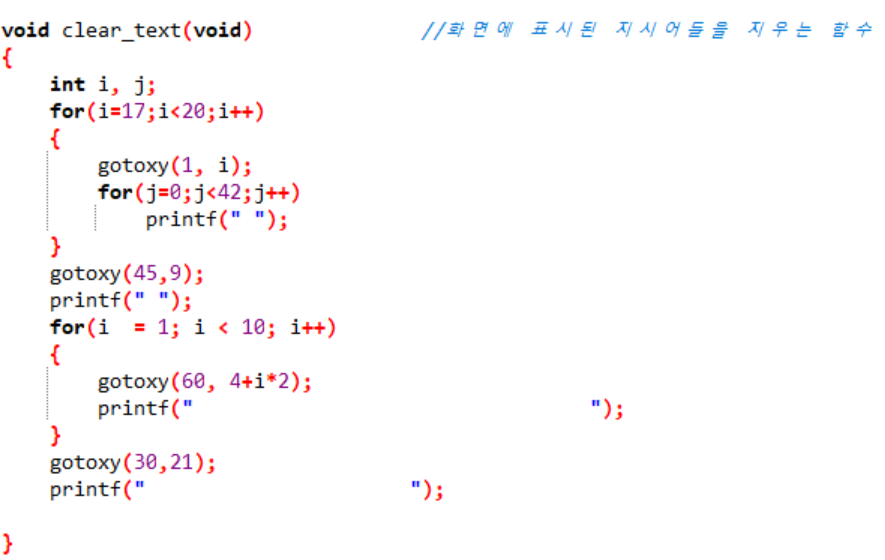 void clear_text(void)                //화면에 표시된 지시어들을 지우는 함수
{
    int i, j;
    for(i=17;i<20;i++)
    {
        gotoxy(1, i);
        for(j=0;j<42;j++)
            printf(" ");
    }
    gotoxy(45,9);
    printf(" ");
    for(i  = 1; i < 10; i++)
    {
        gotoxy(60, 4+i*2);
        printf("                                 ");
    }
    gotoxy(30,21);
    printf("                      ");
}